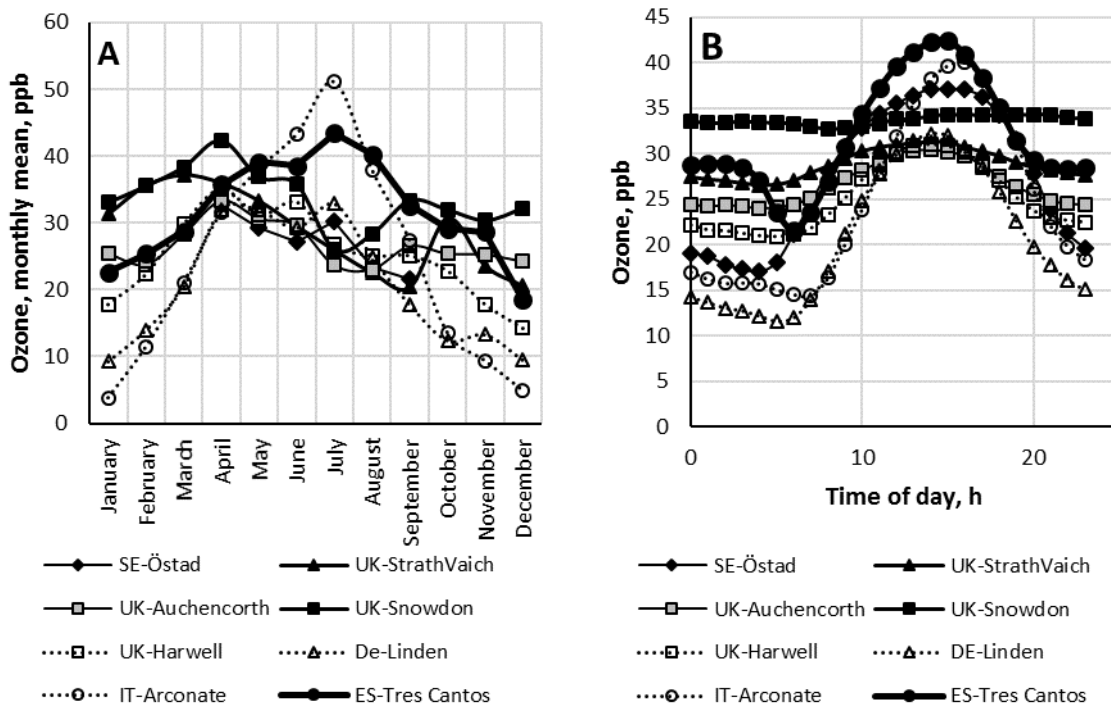 A
Ozone, monthly mean, ppb
60
50
40
30
20
10
0
January
February
March
April
May
June
July
August
September
October
November
December
SE-Östad
UK-StrathVaich
UK-Auchencorth
UK-Snowdon
UK-Harwell
De-Linden
IT-Arconate
ES-Tres Cantos
B
Ozone, ppb
45
40
35
30
25
20
15
10
5
0
0
10
20
Time of day, h
SE-Östad
UK-StrathVaich
UK-Auchencorth
UK-Snowdon
UK-Harwell
DE-Linden
IT-Arconate
ES-Tres Cantos